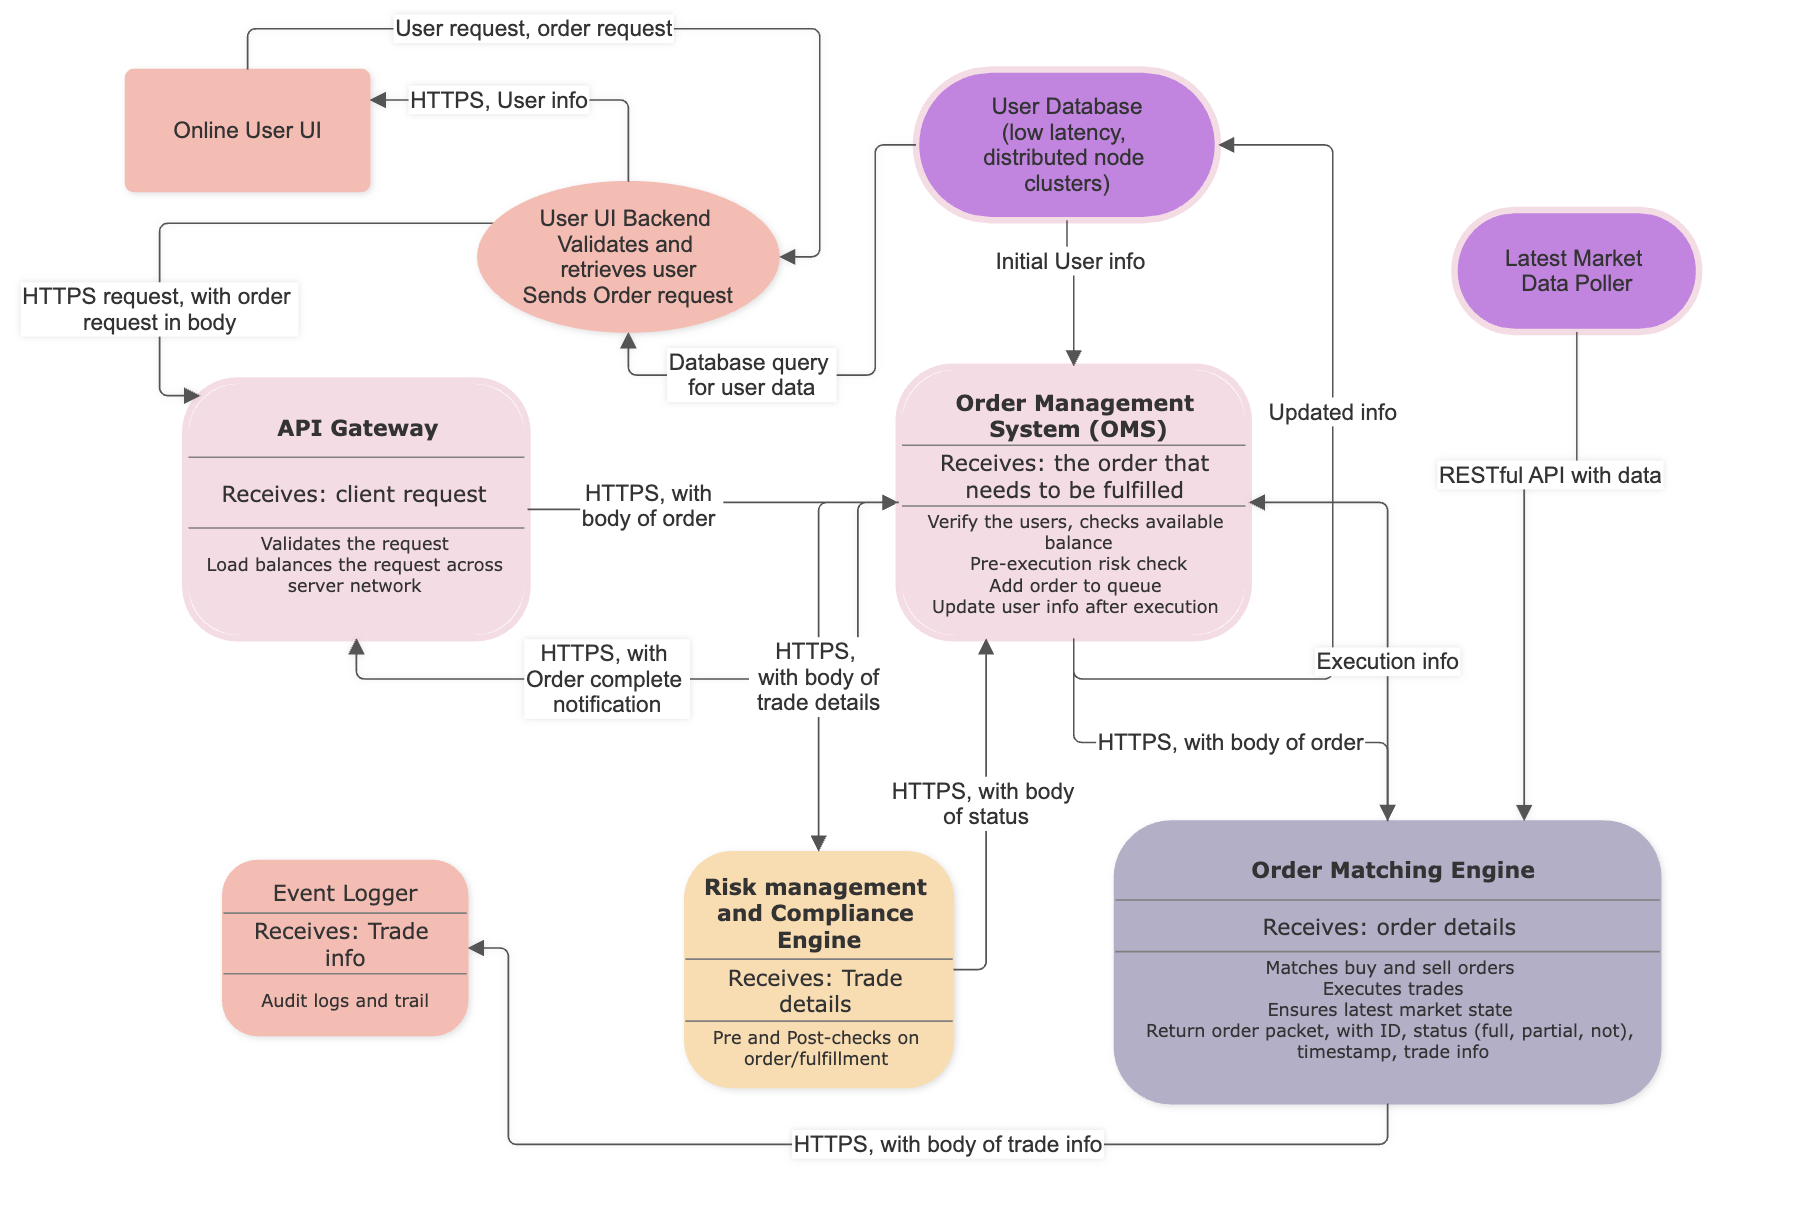 User request, order request
Online User UI
HTTPS, User info
User Database
(low latency,
distributed node
clusters)
User UI Backend
Validates and
retrieves user
Sends Order request
Initial User info
Latest Market
Data Poller
HTTPS request, with order
request in body
Database query
for user data
API Gateway
Receives: client request
Validates the request
Load balances the request across
server network
HTTPS, with
body of order
Order Management
System (OMS)
Receives: the order that
needs to be fulfilled
Verify the users, checks available
balance
Pre-execution risk check
Add order to queue
Update user info after execution
Updated info
RESTful API with data
HTTPS, with
Order complete
notification
HTTPS,
with body of
trade details
Execution info
HTTPS, with body of order
HTTPS, with body
of status
Event Logger
Receives: Trade
info
Audit logs and trail
Risk management
and Compliance
Engine
Receives: Trade
details
Pre and Post-checks on
order/fulfillment
Order Matching Engine
Receives: order details
Matches buy and sell orders
Executes trades
Ensures latest market state
Return order packet, with ID, status (full, partial, not),
timestamp, trade info
HTTPS, with body of trade info